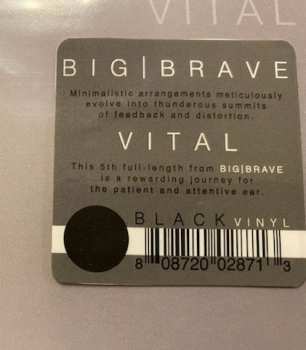 VITAL
BIG|BRAVE
Minimalistic arrangements meticulously
evolve into thunderous summits
of feedback and distortion.
VITAL
This 5th full-length from BIG|BRAVE
is a rewarding journey for
the patient and attentive ear.
BLACK VINYL
8 08720 02871 3